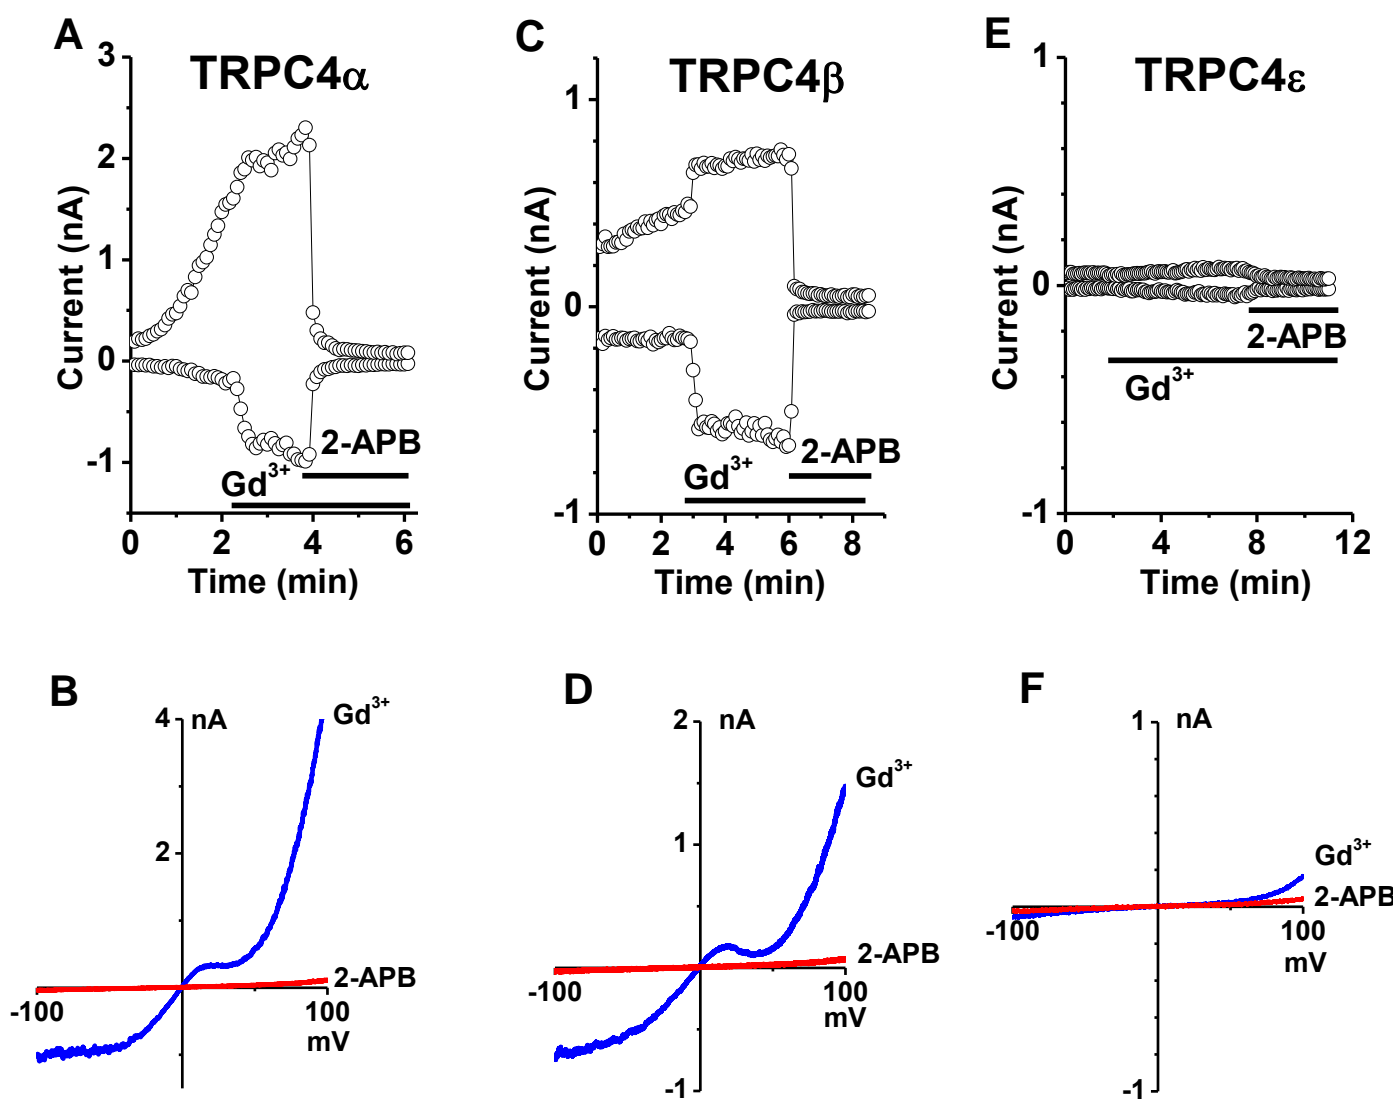 A
TRPC4α
3
2
1
0
-1
Current (nA)
2-APB
Gd³⁺
0 2 4 6
Time (min)
C
TRPC4β
1
0
-1
Current (nA)
2-APB
Gd³⁺
0 2 4 6 8
Time (min)
E
TRPC4ε
1
0
-1
Current (nA)
2-APB
Gd³⁺
0 4 8 12
Time (min)
B
4 nA
Gd³⁺
2
2-APB
-100 100
mV
D
2 nA
Gd³⁺
1
2-APB
-100 100
mV
-1
F
1 nA
Gd³⁺
2-APB
-100 100
mV
-1